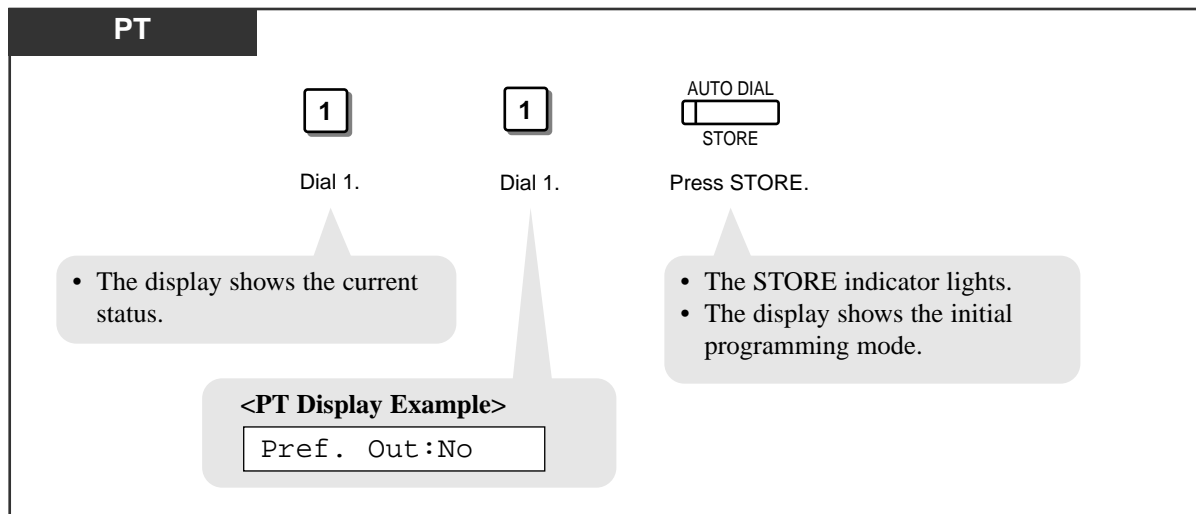 PT
1
1
AUTO DIAL
STORE
Dial 1.
Dial 1.
Press STORE.
• The display shows the current
status.
• The STORE indicator lights.
• The display shows the initial
programming mode.
<PT Display Example>
Pref. Out:No